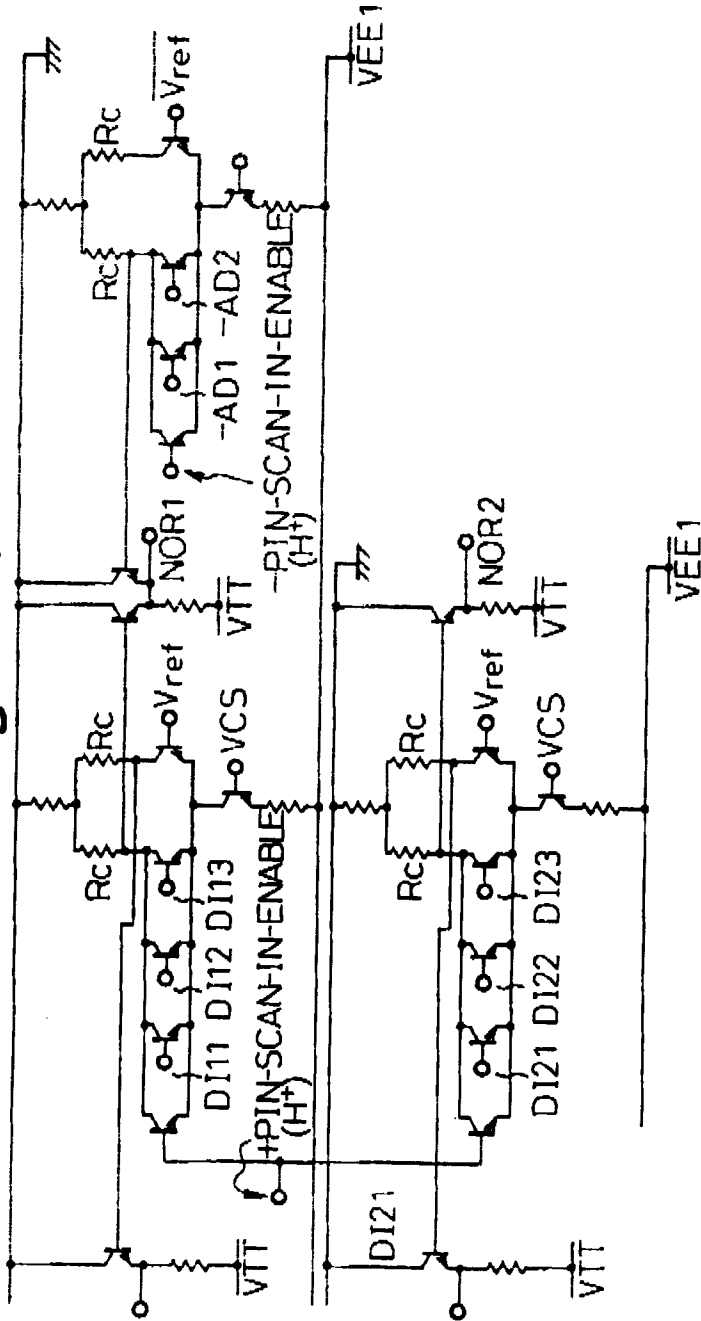 Rc
Rc
Vref
-AD1
-AD2
-PIN-SCAN-IN-ENABLE
(H+)
VEE1
NOR1
VTT
Rc
Rc
Vref
VCS
DI11
DI12
DI13
+PIN-SCAN-IN-ENABLE
(H+)
VTT
NOR2
VTT
Rc
Rc
Vref
VCS
DI21
DI22
DI23
DI21
VTT
VEE1